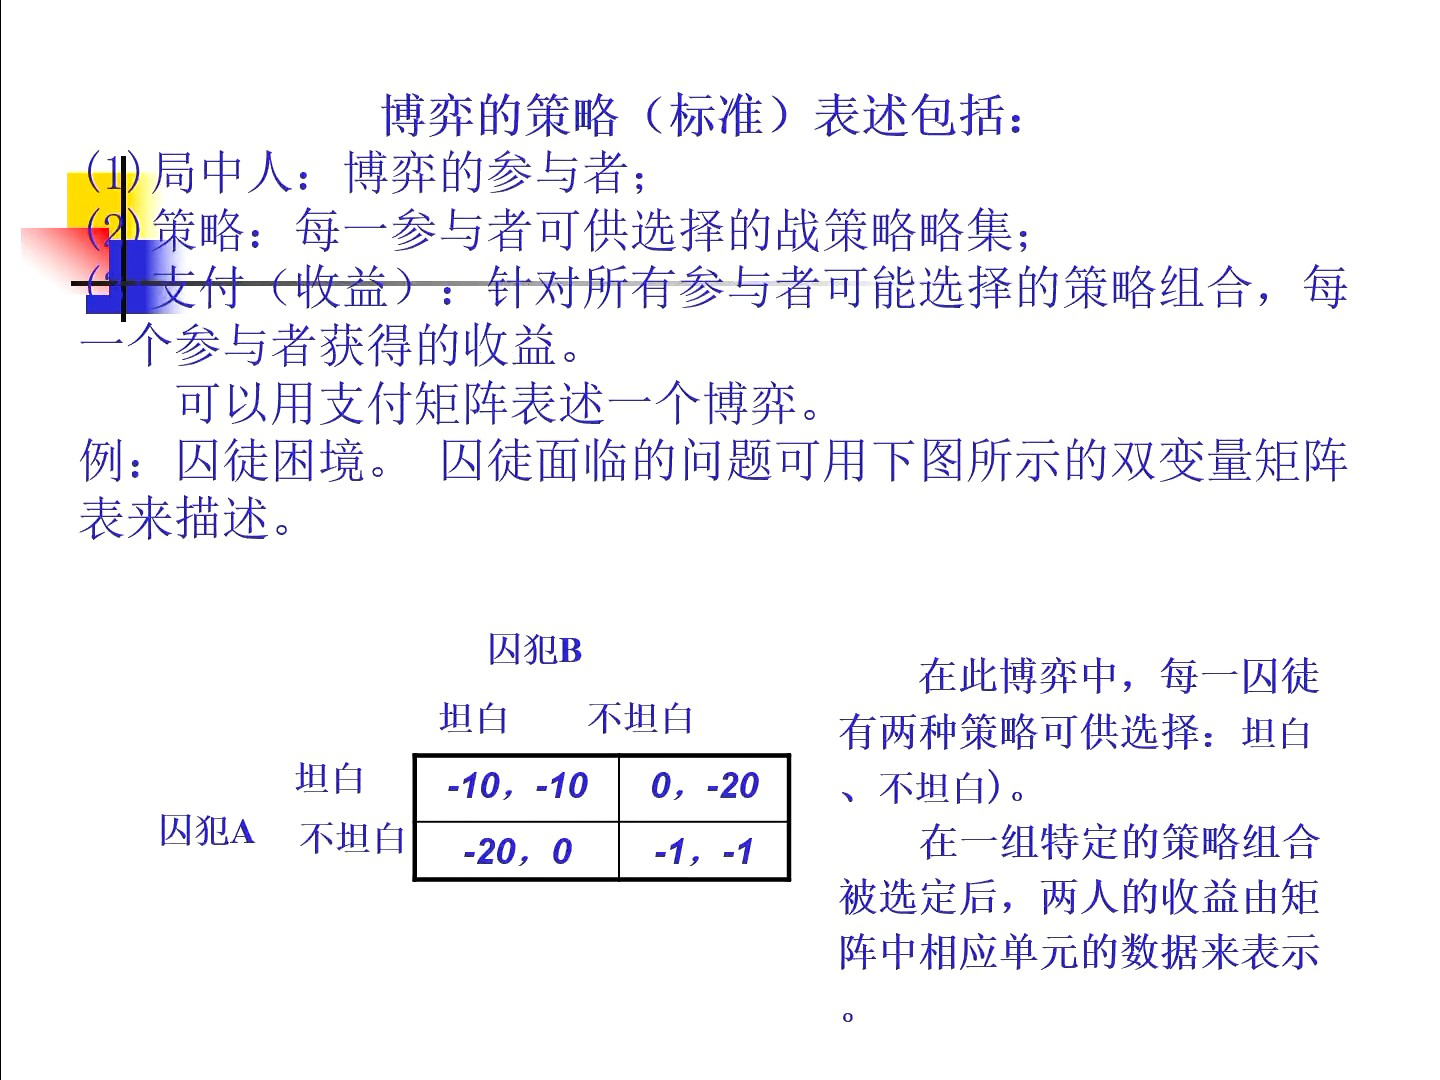 博弈的策略（标准）表述包括：
(1)局中人：博弈的参与者；
(2)策略：每一参与者可供选择的战策略略集；
(3)支付（收益）：针对所有参与者可能选择的策略组合，每
一个参与者获得的收益。
可以用支付矩阵表述一个博弈。
例：囚徒困境。 囚徒面临的问题可用下图所示的双变量矩阵
表来描述。
囚犯B
坦白 不坦白
坦白 -10，-10 0，-20
囚犯A 不坦白 -20，0 -1，-1
在此博弈中，每一囚徒
有两种策略可供选择：坦白
、不坦白)。
在一组特定的策略组合
被选定后，两人的收益由矩
阵中相应单元的数据来表示
。